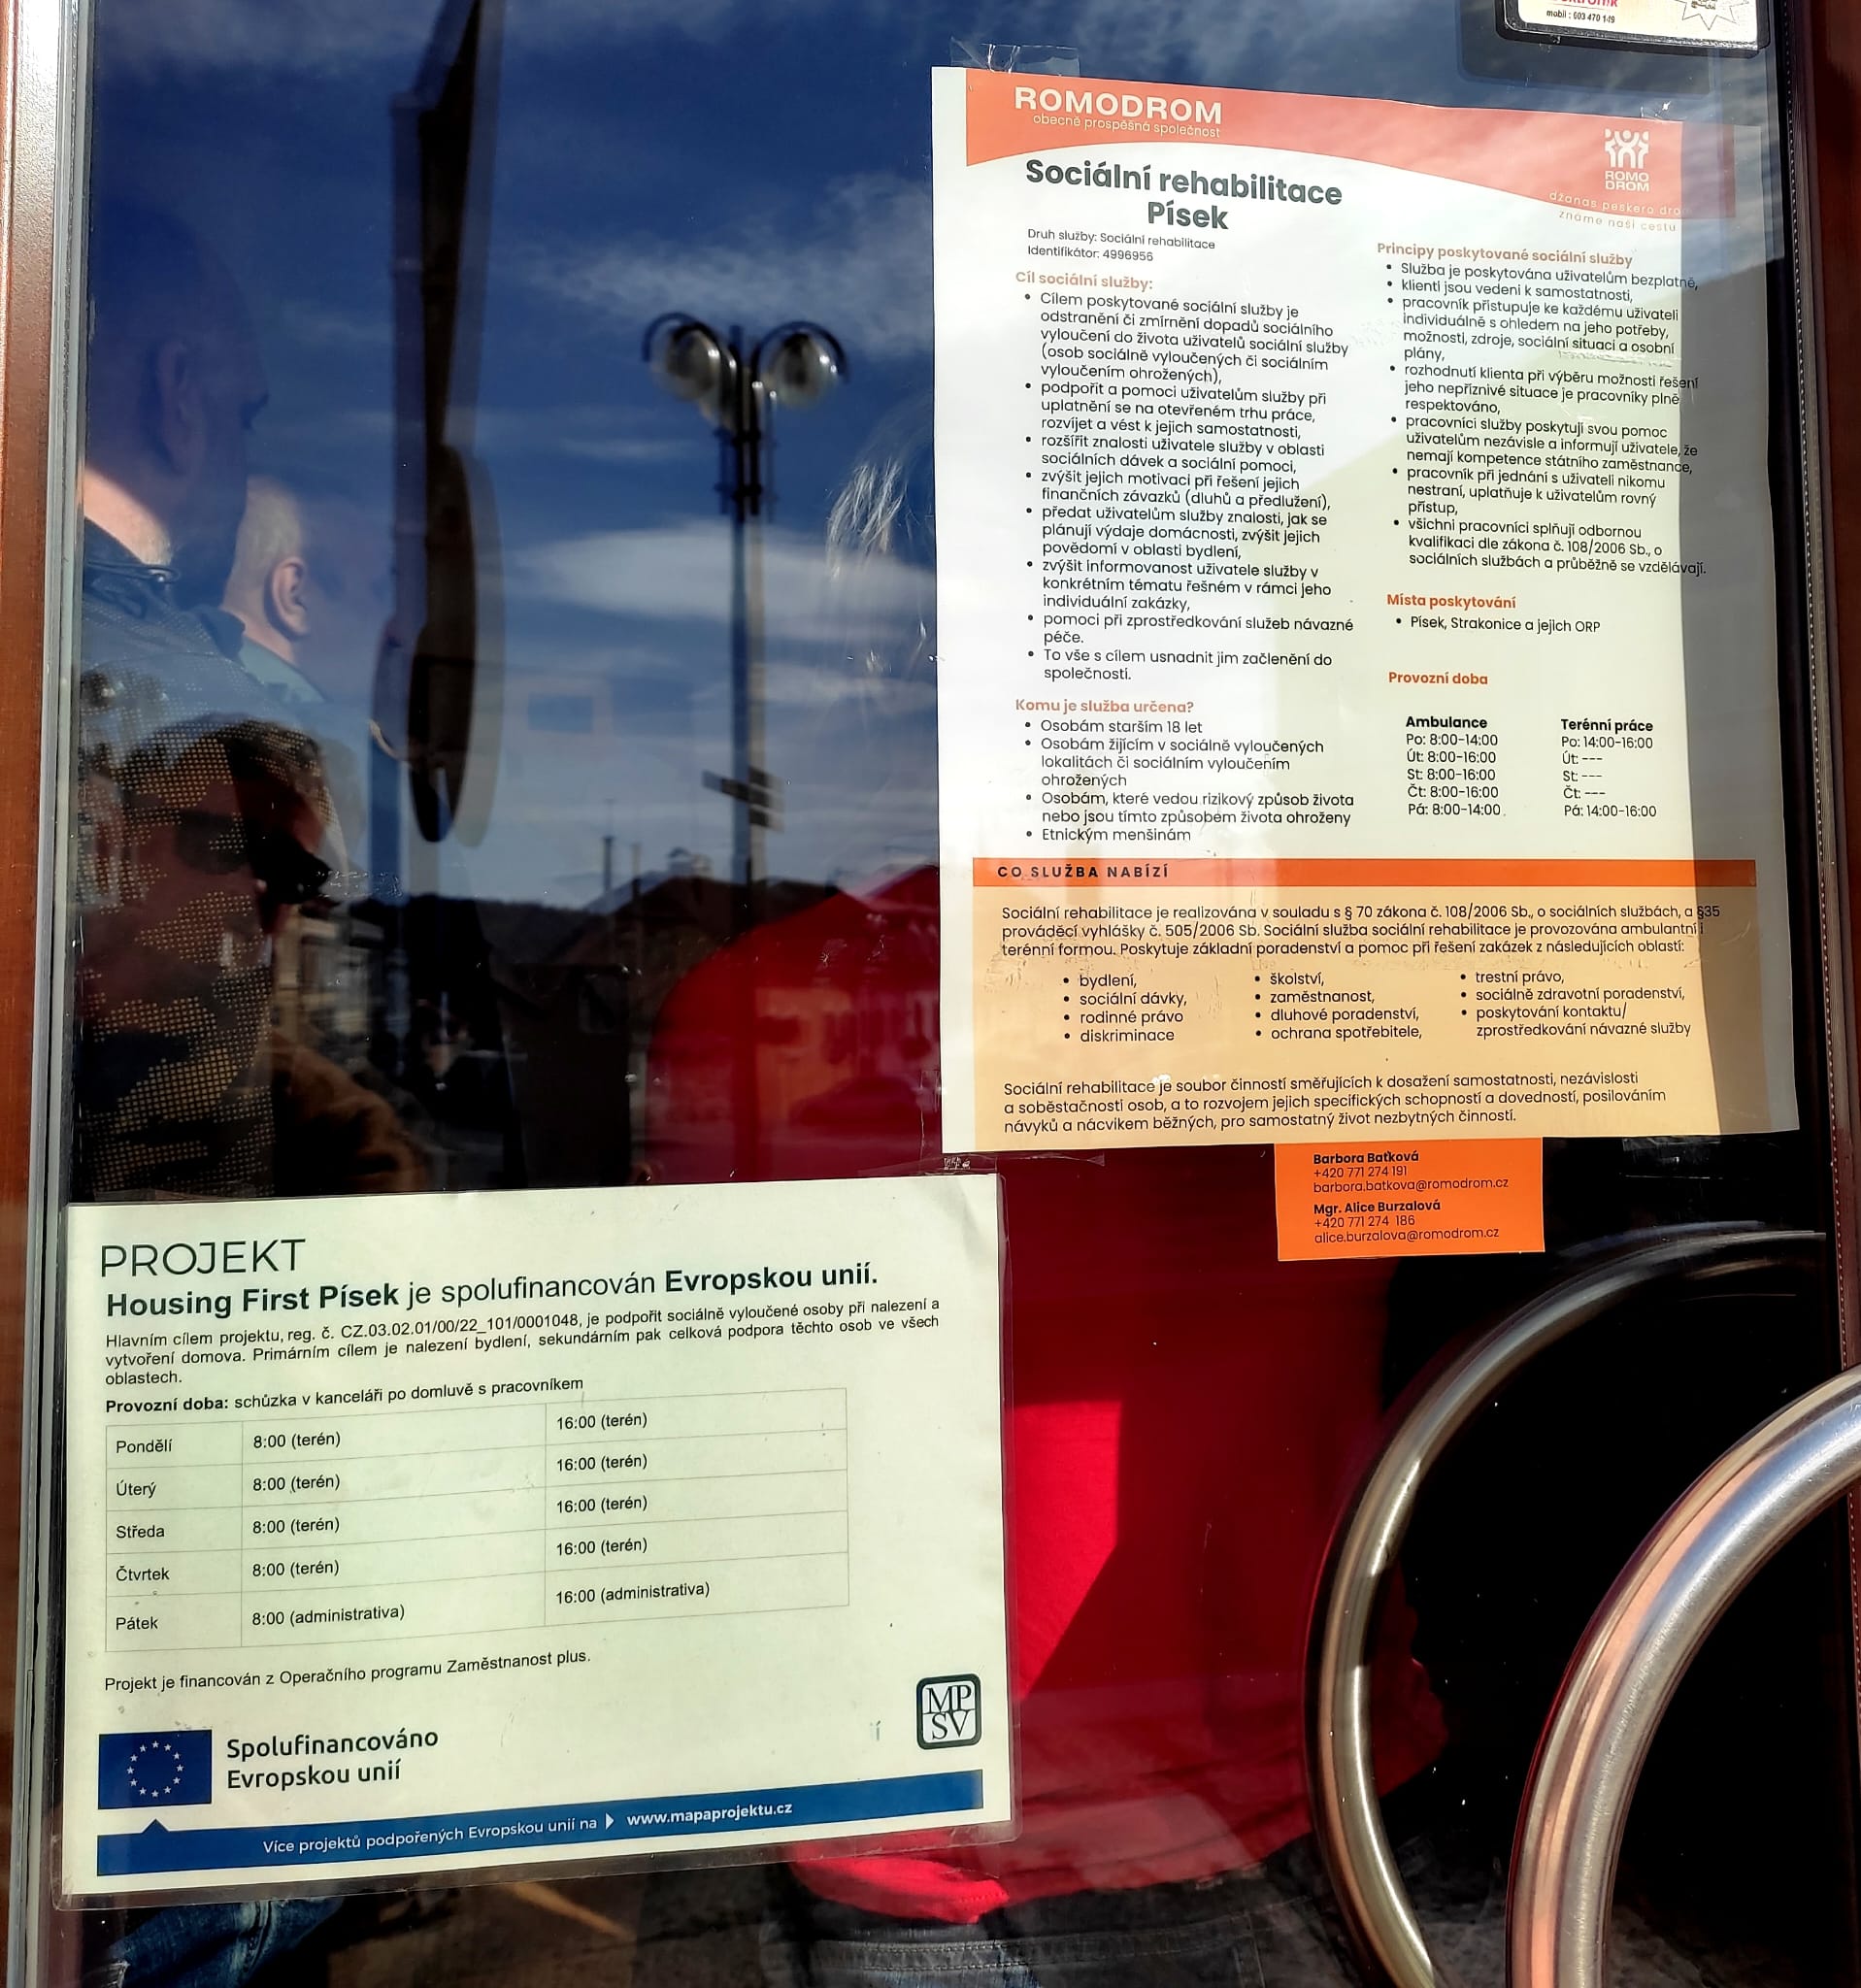 mobil : 603 470 149
ROMODROM
obecně prospěšná společnost
ROMO
DROM
džanas peskero dro
známe naši cestu
Sociální rehabilitace
Písek
Druh služby: Sociální rehabilitace
Identifikátor: 4996956
Cíl sociální služby:
• Cílem poskytované sociální služby je
odstranění či zmírnění dopadů sociálního
vyloučení do života uživatelů sociální služby
(osob sociálně vyloučených či sociálním
vyloučením ohrožených),
• podpořit a pomoci uživatelům služby při
uplatnění se na otevřeném trhu práce,
rozvíjet a vést k jejich samostatnosti,
• rozšířit znalosti uživatele služby v oblasti
sociálních dávek a sociální pomoci,
• zvýšit jejich motivaci při řešení jejich
finančních závazků (dluhů a předlužení),
• předat uživatelům služby znalosti, jak se
plánují výdaje domácnosti, zvýšit jejich
povědomí v oblasti bydlení,
• zvýšit informovanost uživatele služby v
konkrétním tématu řešném v rámci jeho
individuální zakázky,
• pomoci při zprostředkování služeb návazné
péče.
• To vše s cílem usnadnit jim začlenění do
společnosti.
Komu je služba určena?
• Osobám starším 18 let
• Osobám žijícím v sociálně vyloučených
lokalitách či sociálním vyloučením
ohrožených
• Osobám, které vedou rizikový způsob života
nebo jsou tímto způsobem života ohroženy
• Etnickým menšinám
Principy poskytované sociální služby
• Služba je poskytována uživatelům bezplatně,
• klienti jsou vedeni k samostatnosti,
• pracovník přistupuje ke každému uživateli
individuálně s ohledem na jeho potřeby,
možnosti, zdroje, sociální situaci a osobní
plány,
• rozhodnutí klienta při výběru možnosti řešení
jeho nepříznivé situace je pracovníky plně
respektováno,
• pracovníci služby poskytují svou pomoc
uživatelům nezávisle a informují uživatele, že
nemají kompetence státního zaměstnance,
• pracovník při jednání s uživateli nikomu
nestraní, uplatňuje k uživatelům rovný
přístup,
• všichni pracovníci splňují odbornou
kvalifikaci dle zákona č. 108/2006 Sb., o
sociálních službách a průběžně se vzdělávají.
Místa poskytování
• Písek, Strakonice a jejich ORP
Provozní doba
Ambulance Terénní práce
Po: 8:00-14:00 Po: 14:00-16:00
Út: 8:00-16:00 Út: ---
St: 8:00-16:00 St: ---
Čt: 8:00-16:00 Čt: ---
Pá: 8:00-14:00 Pá: 14:00-16:00
CO SLUŽBA NABÍZÍ
Sociální rehabilitace je realizována v souladu s § 70 zákona č. 108/2006 Sb., o sociálních službách, a §35
prováděcí vyhlášky č. 505/2006 Sb. Sociální služba sociální rehabilitace je provozována ambulantní i
terénní formou. Poskytuje základní poradenství a pomoc při řešení zakázek z následujících oblastí:
• bydlení,
• sociální dávky,
• rodinné právo
• diskriminace
• školství,
• zaměstnanost,
• dluhové poradenství,
• ochrana spotřebitele,
• trestní právo,
• sociálně zdravotní poradenství,
• poskytování kontaktu/
zprostředkování návazné služby
Sociální rehabilitace je soubor činností směřujících k dosažení samostatnosti, nezávislosti
a soběstačnosti osob, a to rozvojem jejich specifických schopností a dovedností, posilováním
návyků a nácvikem běžných, pro samostatný život nezbytných činností.
Barbora Baťková
+420 771 274 191
barbora.batkova@romodrom.cz
Mgr. Alice Burzalová
+420 771 274 186
alice.burzalova@romodrom.cz
PROJEKT
Housing First Písek je spolufinancován Evropskou unií.
Hlavním cílem projektu, reg. č. CZ.03.02.01/00/22_101/0001048, je podpořit sociálně vyloučené osoby při nalezení a
vytvoření domova. Primárním cílem je nalezení bydlení, sekundárním pak celková podpora těchto osob ve všech
oblastech.
Provozní doba: schůzka v kanceláři po domluvě s pracovníkem
Pondělí 8:00 (terén) 16:00 (terén)
Úterý 8:00 (terén) 16:00 (terén)
Středa 8:00 (terén) 16:00 (terén)
Čtvrtek 8:00 (terén) 16:00 (terén)
Pátek 8:00 (administrativa) 16:00 (administrativa)
Projekt je financován z Operačního programu Zaměstnanost plus.
Spolufinancováno
Evropskou unií
MP
SV
Více projektů podpořených Evropskou unií na www.mapaprojektu.cz